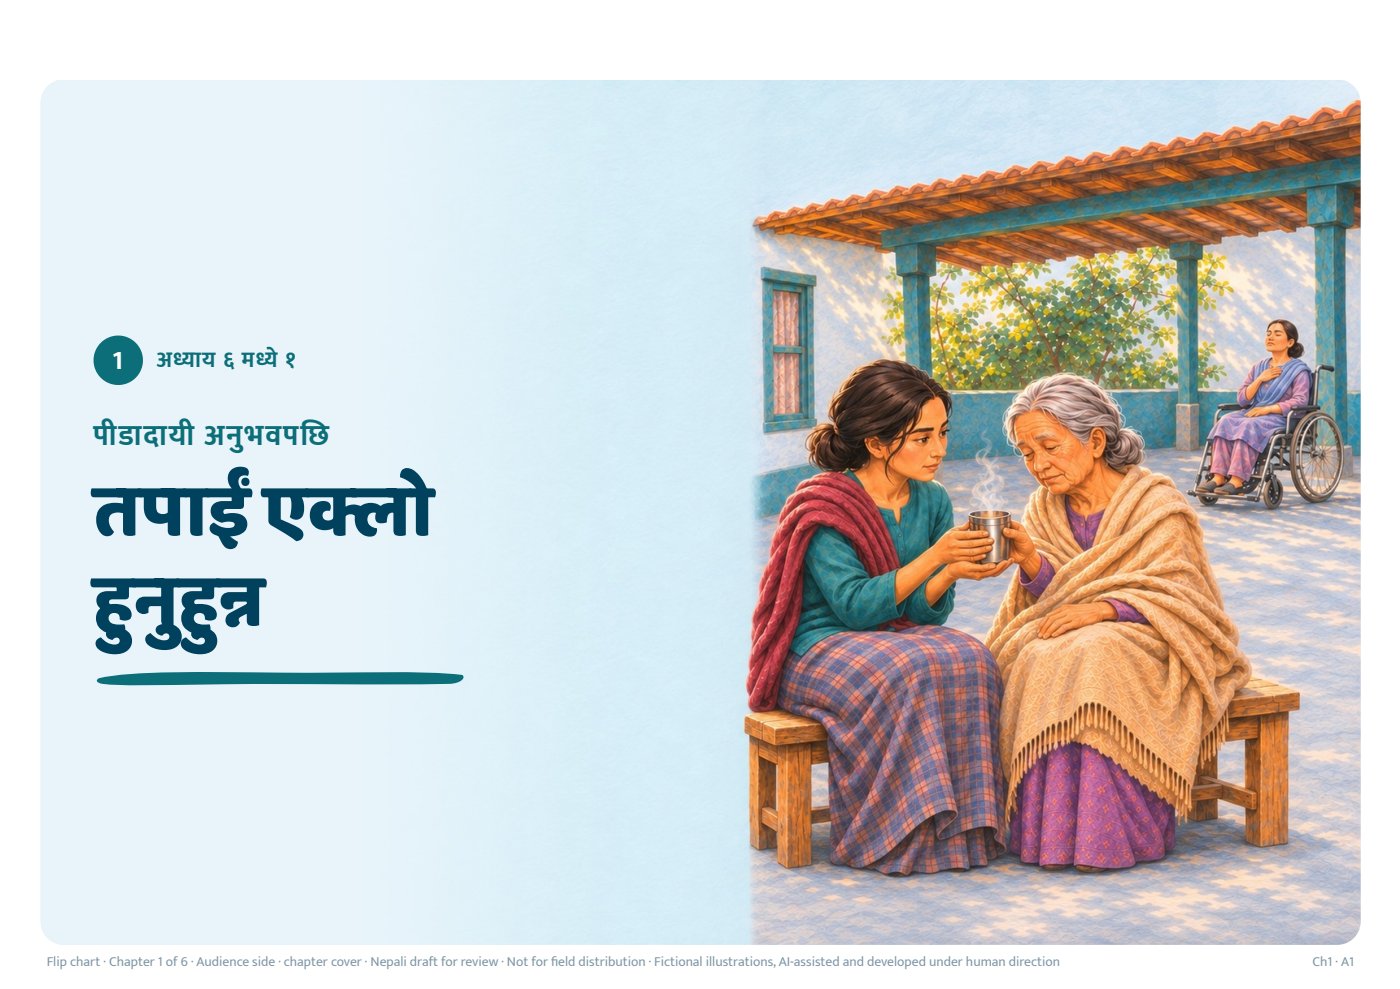 1 अध्याय ६ मध्ये १
पीडादायी अनुभवपछि
तपाईं एक्लो
हुनुहुन्न
Flip chart · Chapter 1 of 6 · Audience side · chapter cover · Nepali draft for review · Not for field distribution · Fictional illustrations, AI-assisted and developed under human direction
Ch1 · A1